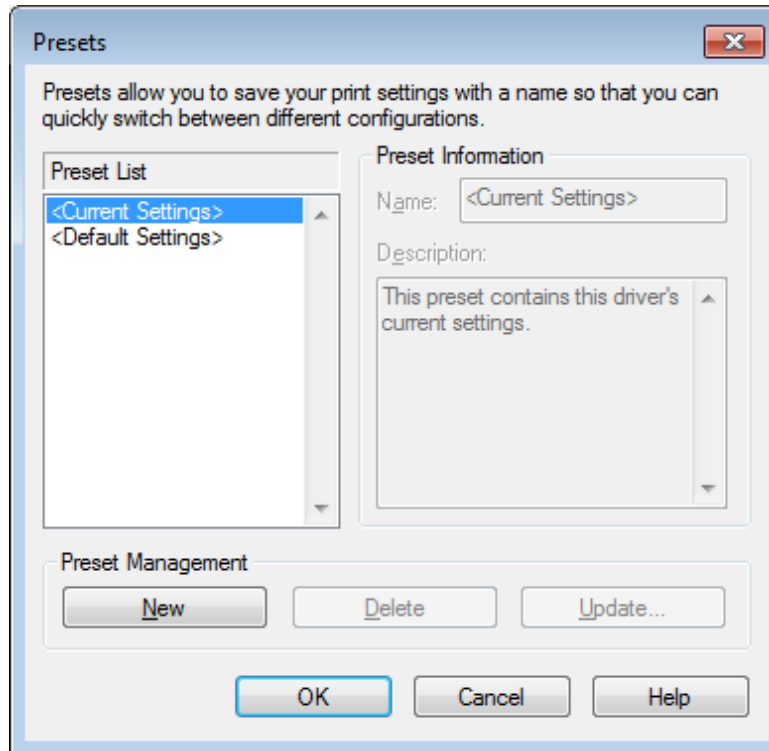 Presets
Presets allow you to save your print settings with a name so that you can
quickly switch between different configurations.
Preset List
<Current Settings>
<Default Settings>
Preset Information
Name: <Current Settings>
Description:
This preset contains this driver's
current settings.
Preset Management
New Delete Update...
OK Cancel Help